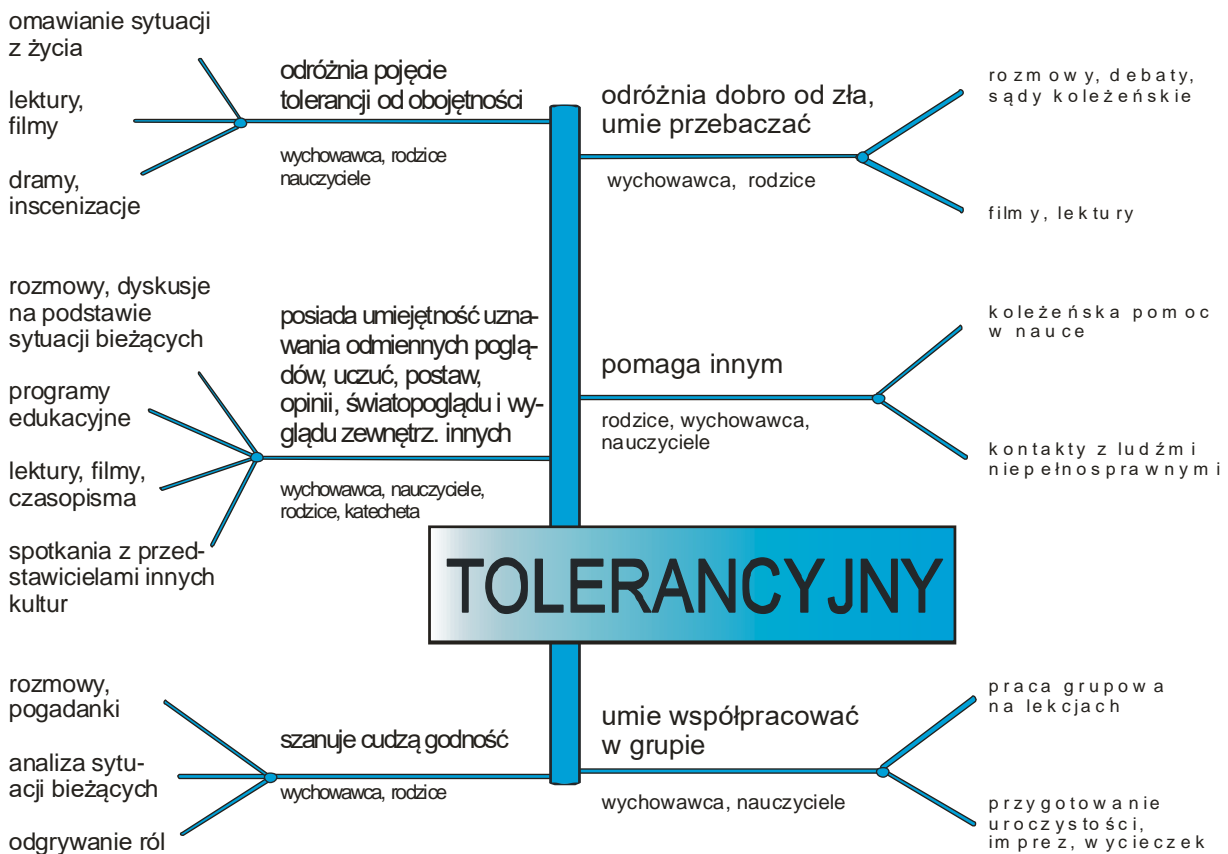 omawianie sytuacji
z życia
lektury,
filmy
dramy,
inscenizacje
odróżnia pojęcie
tolerancji od obojętności
wychowawca, rodzice
nauczyciele
odróżnia dobro od zła,
umie przebaczać
wychowawca, rodzice
rozmowy, debaty,
sądy koleżeńskie
filmy, lektury
rozmowy, dyskusje
na podstawie
sytuacji bieżących
programy
edukacyjne
lektury, filmy,
czasopisma
spotkania z przed-
stawicielami innych
kultur
posiada umiejętność uzna-
wania odmiennych poglą-
dów, uczuć, postaw,
opinii, światopoglądu i wy-
glądu zewnętrz. innych
wychowawca, nauczyciele,
rodzice, katecheta
pomaga innym
rodzice, wychowawca,
nauczyciele
koleżeńska pomoc
w nauce
kontakty z ludźmi
niepełnosprawnymi
TOLERANCYJNY
rozmowy,
pogadanki
analiza sytu-
acji bieżących
odgrywanie ról
szanuje cudzą godność
wychowawca, rodzice
umie współpracować
w grupie
wychowawca, nauczyciele
praca grupowa
na lekcjach
przygotowanie
uroczystości,
imprez, wycieczek